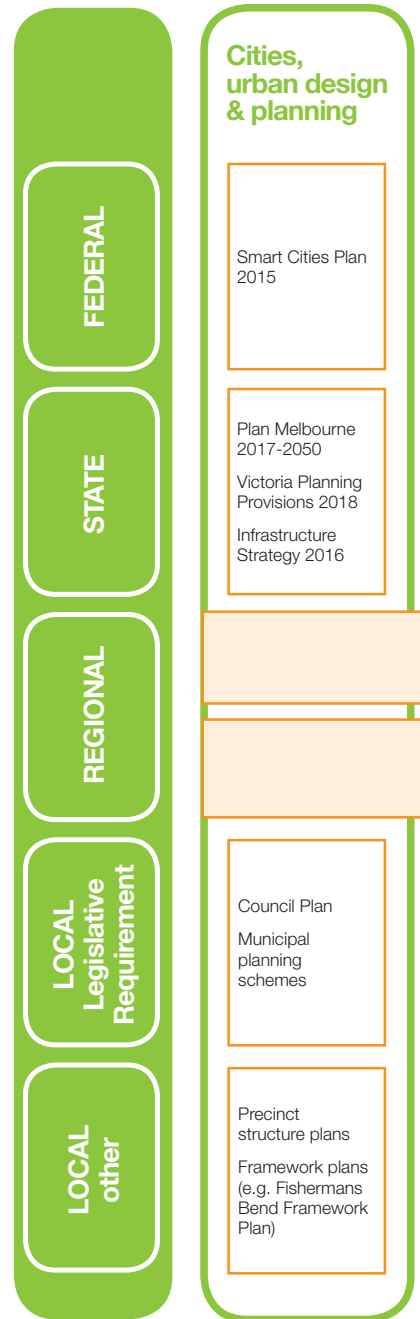 Cities,
urban design
& planning
FEDERAL
Smart Cities Plan
2015
STATE
Plan Melbourne
2017-2050
Victoria Planning
Provisions 2018
Infrastructure
Strategy 2016
REGIONAL
LOCAL
Legislative
Requirement
Council Plan
Municipal
planning
schemes
LOCAL
other
Precinct
structure plans
Framework plans
(e.g. Fishermans
Bend Framework
Plan)